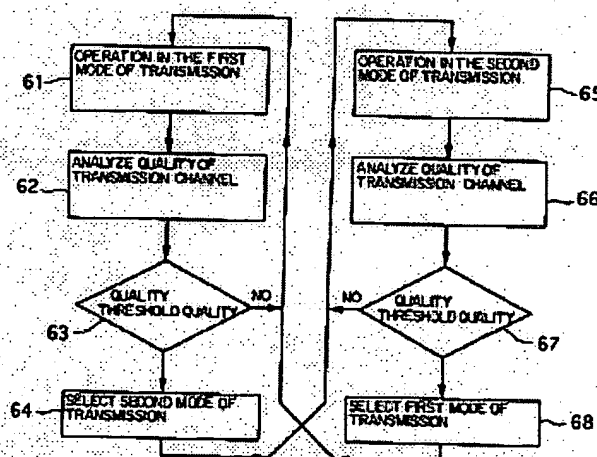 OPERATION IN THE FIRST
MODE OF TRANSMISSION
61
ANALYZE QUALITY OF
TRANSMISSION CHANNEL
62
QUALITY
THRESHOLD QUALITY
NO
63
SELECT SECOND MODE OF
TRANSMISSION
64
OPERATION IN THE SECOND
MODE OF TRANSMISSION
65
ANALYZE QUALITY OF
TRANSMISSION CHANNEL
66
NO
QUALITY
THRESHOLD QUALITY
67
SELECT FIRST MODE OF
TRANSMISSION
68